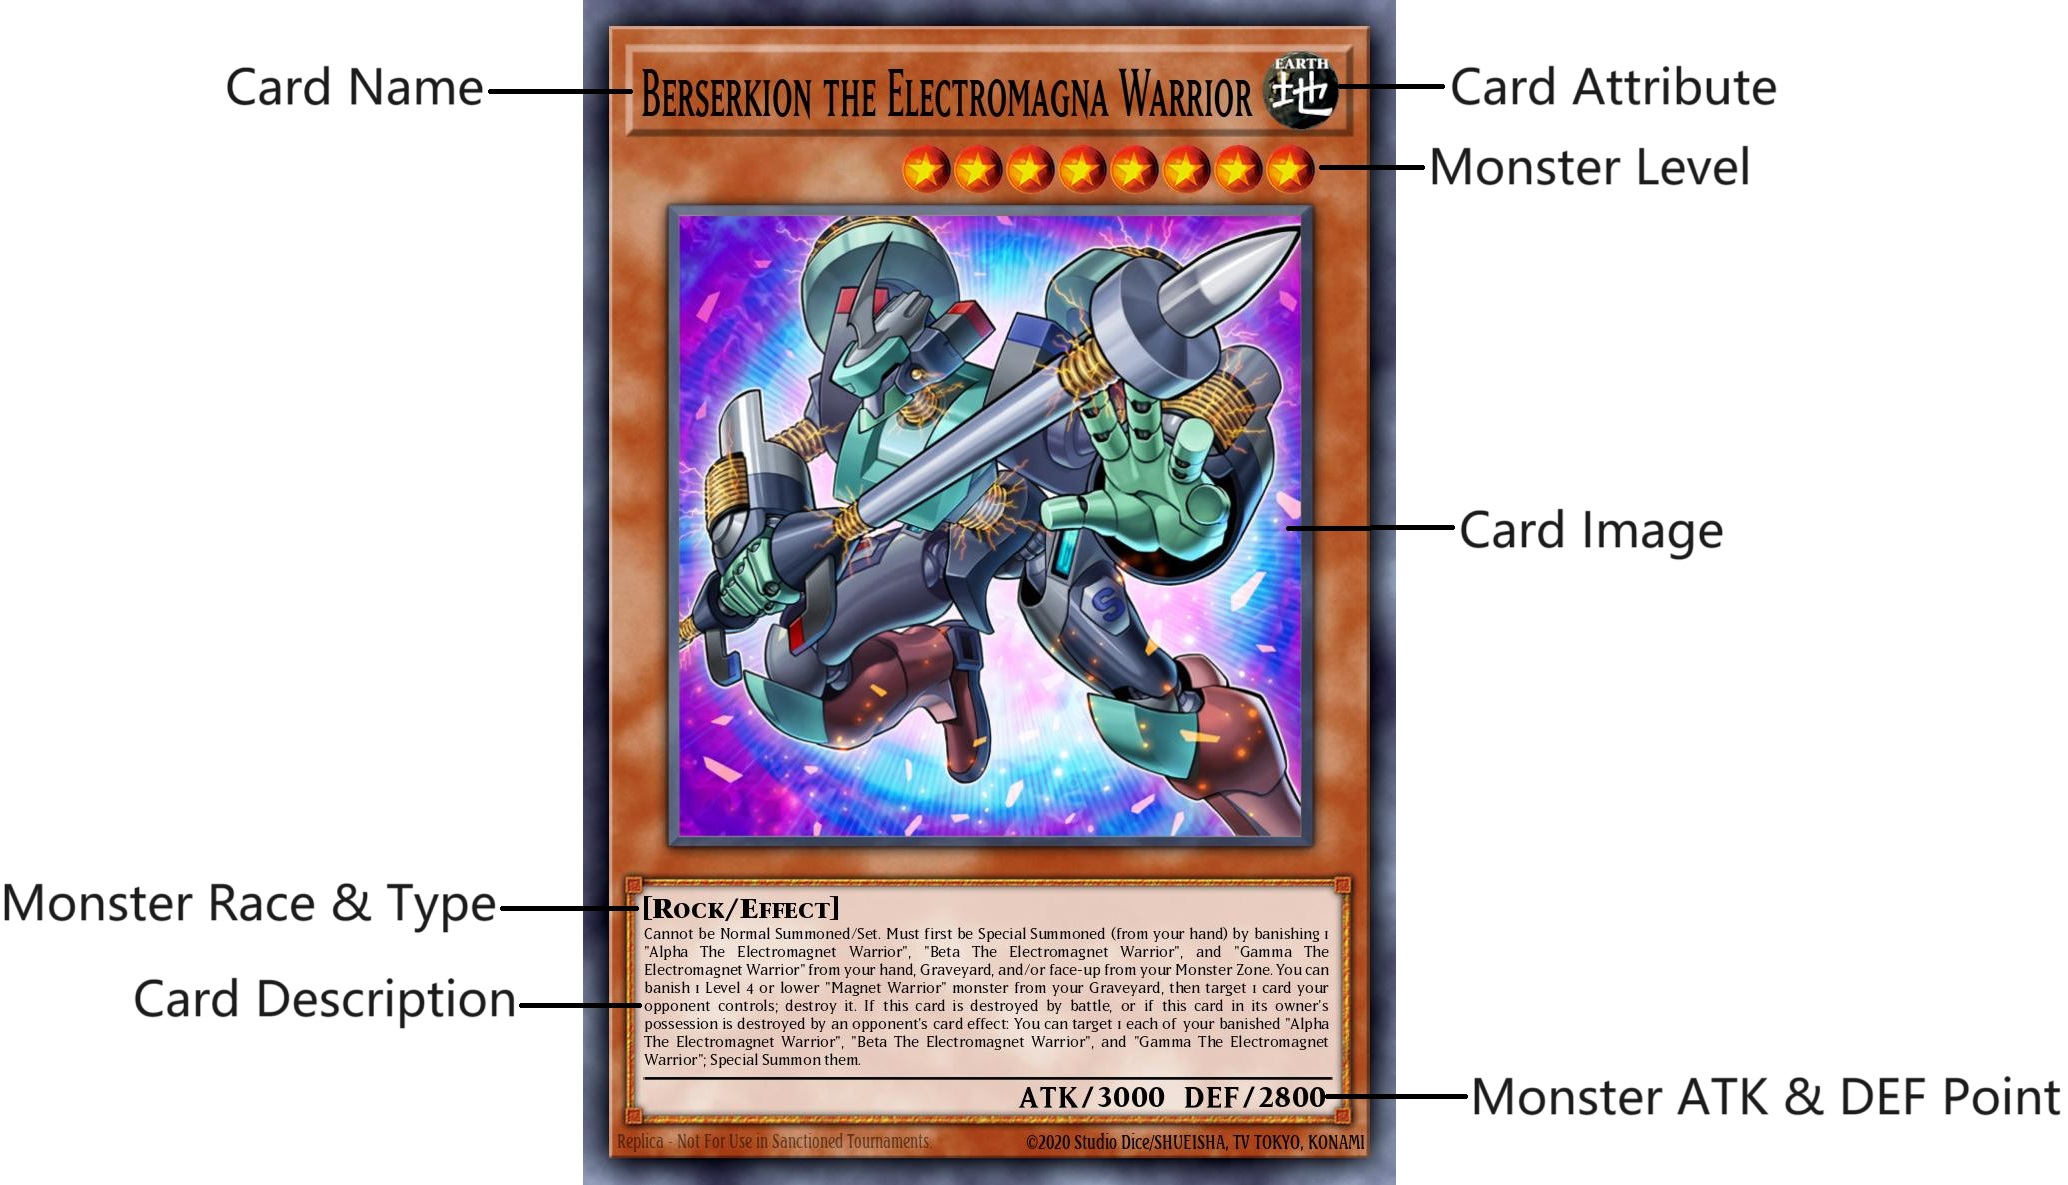 Card Name
BERSERKION THE ELECTROMAGNA WARRIOR
EARTH
地
Card Attribute
Monster Level
S
Card Image
Monster Race & Type
[ROCK/EFFECT]
Cannot be Normal Summoned/Set. Must first be Special Summoned (from your hand) by banishing 1
"Alpha The Electromagnet Warrior", "Beta The Electromagnet Warrior", and "Gamma The
Electromagnet Warrior" from your hand, Graveyard, and/or face-up from your Monster Zone. You can
banish 1 Level 4 or lower "Magnet Warrior" monster from your Graveyard, then target 1 card your
opponent controls; destroy it. If this card is destroyed by battle, or if this card in its owner's
possession is destroyed by an opponent's card effect: You can target 1 each of your banished "Alpha
The Electromagnet Warrior", "Beta The Electromagnet Warrior", and "Gamma The Electromagnet
Warrior"; Special Summon them.
Card Description
ATK/3000 DEF/2800
Monster ATK & DEF Point
Replica - Not For Use in Sanctioned Tournaments.
©2020 Studio Dice/SHUEISHA, TV TOKYO, KONAMI